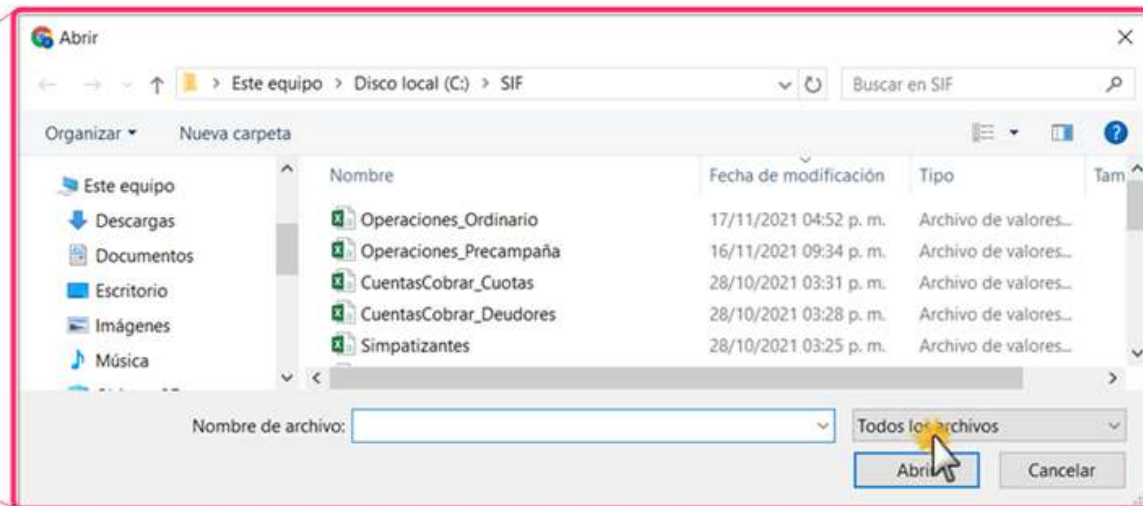 Abrir
Este equipo > Disco local (C:) > SIF
Buscar en SIF
Organizar
Nueva carpeta
Nombre
Fecha de modificación
Tipo
Tam
Este equipo
Descargas
Documentos
Escritorio
Imágenes
Música
Operaciones_Ordinario 17/11/2021 04:52 p. m. Archivo de valores...
Operaciones_Precampaña 16/11/2021 09:34 p. m. Archivo de valores...
CuentasCobrar_Cuotas 28/10/2021 03:31 p. m. Archivo de valores...
CuentasCobrar_Deudores 28/10/2021 03:28 p. m. Archivo de valores...
Simpatizantes 28/10/2021 03:25 p. m. Archivo de valores...
Nombre de archivo:
Todos los archivos
Abrir
Cancelar